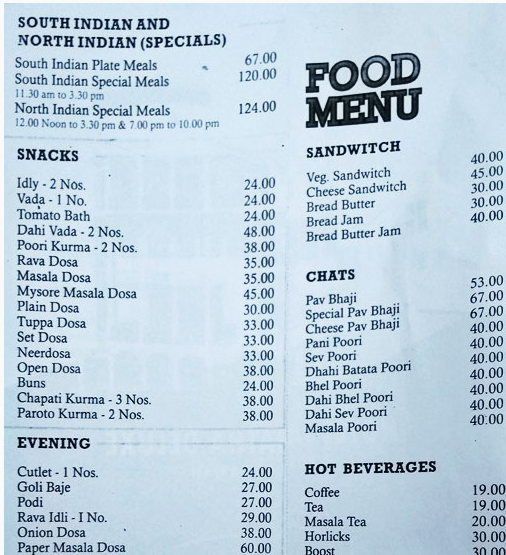 SOUTH INDIAN AND
NORTH INDIAN (SPECIALS)
South Indian Plate Meals 67.00
South Indian Special Meals 120.00
11.30 am to 3.30 pm
North Indian Special Meals 124.00
12.00 Noon to 3.30 pm & 7.00 pm to 10.00 pm
SNACKS
Idly - 2 Nos. 24.00
Vada - 1 No. 24.00
Tomato Bath 24.00
Dahi Vada - 2 Nos. 48.00
Poori Kurma - 2 Nos. 38.00
Rava Dosa 35.00
Masala Dosa 35.00
Mysore Masala Dosa 45.00
Plain Dosa 30.00
Tuppa Dosa 33.00
Set Dosa 33.00
Neerdosa 33.00
Open Dosa 38.00
Buns 24.00
Chapati Kurma - 3 Nos. 38.00
Paroto Kurma - 2 Nos. 38.00
EVENING
Cutlet - 1 Nos. 24.00
Goli Baje 27.00
Podi 27.00
Rava Idli - I No. 29.00
Onion Dosa 38.00
Paper Masala Dosa 60.00
FOOD
MENU
SANDWITCH
Veg. Sandwitch 40.00
Cheese Sandwitch 45.00
Bread Butter 30.00
Bread Jam 30.00
Bread Butter Jam 40.00
CHATS
Pav Bhaji 53.00
Special Pav Bhaji 67.00
Cheese Pav Bhaji 67.00
Pani Poori 40.00
Sev Poori 40.00
Dhahi Batata Poori 40.00
Bhel Poori 40.00
Dahi Bhel Poori 40.00
Dahi Sev Poori 40.00
Masala Poori 40.00
HOT BEVERAGES
Coffee 19.00
Tea 19.00
Masala Tea 20.00
Horlicks 30.00
Boost 30.00